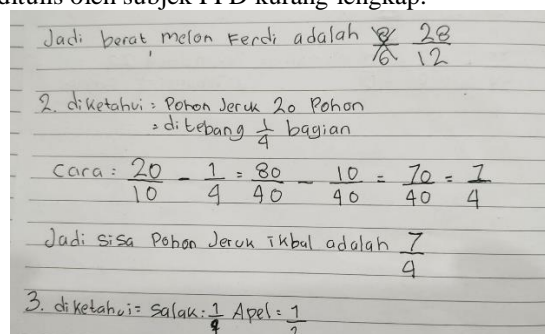 ditulis oleh subjek FFD kurang lengkap.
Jadi berat melon Ferdi adalah 28/12
2. diketahui = Pohon Jeruk 20 Pohon
= ditebang 1/4 bagian
Cara = 20/10 - 1/4 = 80/40 - 10/40 = 70/40 = 7/4
Jadi sisa Pohon Jeruk ikbal adalah 7/4
3. diketahui = Salak = 1/4 Apel = 1/2